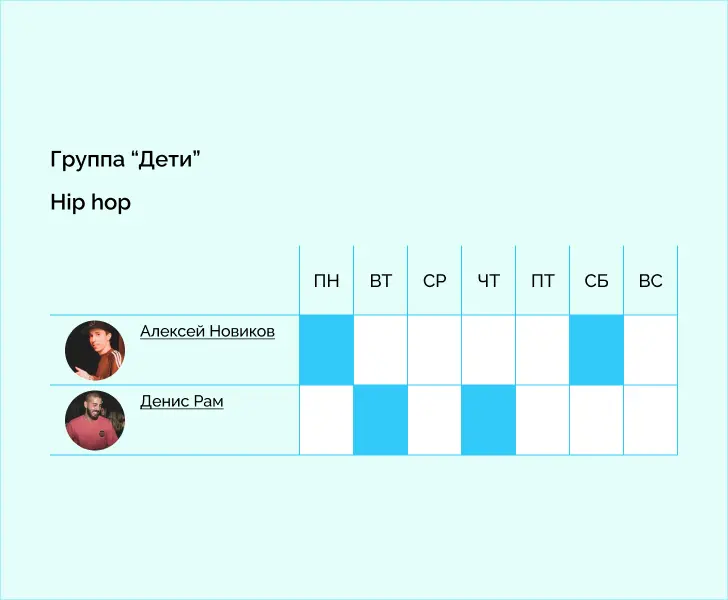 Группа “Дети”
Hip hop
ПН ВТ СР ЧТ ПТ СБ ВС
Алексей Новиков
Денис Рам